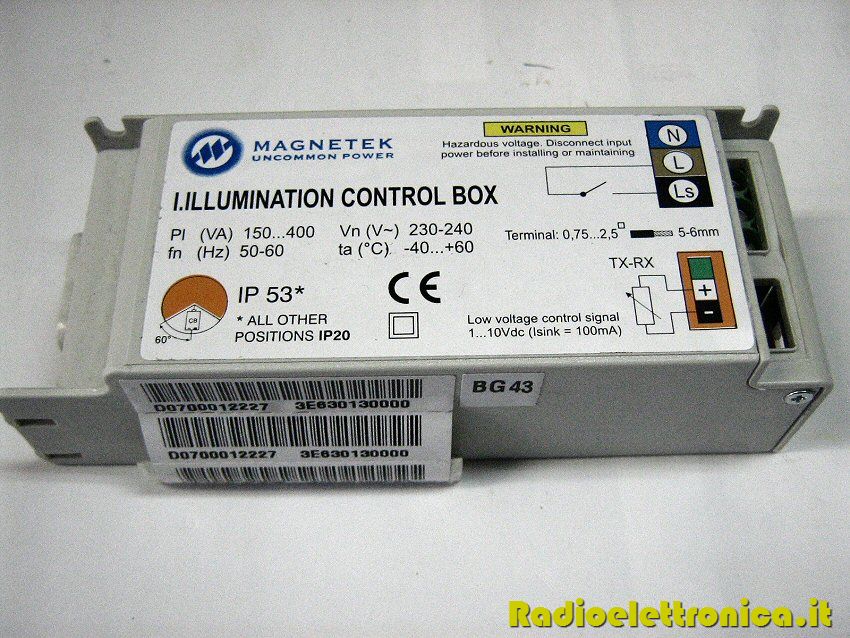 MAGNETEK
UNCOMMON POWER
WARNING
Hazardous voltage. Disconnect input
power before installing or maintaining
N
L
Ls
I.ILLUMINATION CONTROL BOX
PI (VA) 150...400 Vn (V~) 230-240
fn (Hz) 50-60 ta (°C) -40...+60
Terminal: 0,75...2,5□ 5-6mm
TX-RX
+
-
IP 53*
CB
60°
* ALL OTHER
POSITIONS IP20
CE
Low voltage control signal
1...10Vdc (Isink = 100mA)
BG43
D0700012227 3E630130000
D0700012227 3E630130000
Radioelettronica.it